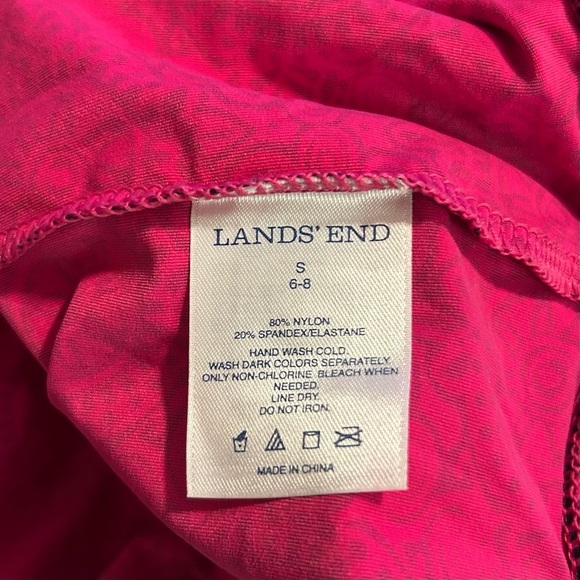 LANDS' END
S
6-8
80% NYLON
20% SPANDEX/ELASTANE
HAND WASH COLD.
WASH DARK COLORS SEPARATELY.
ONLY NON-CHLORINE BLEACH WHEN
NEEDED.
LINE DRY.
DO NOT IRON.
MADE IN CHINA